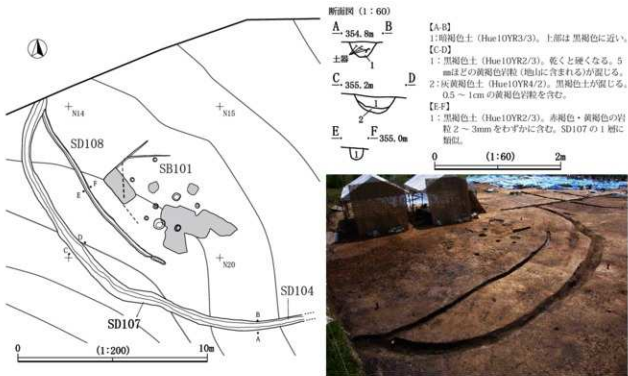 N14
N15
SD108
SB101
E
F
D
C
N20
SD104
SD107
B
A
0 (1:200) 10m
断面図(1:60)
A 354.8m B
土器
1
C 355.2m D
1
2
E F 355.0m
1
【A-B】
1:暗褐色土(Hue10YR3/3)。上部は黒褐色に近い。
【C-D】
1:黒褐色土(Hue10YR2/3)。乾くと硬くなる。5
㎜ほどの黄褐色岩粒(地山に含まれる)が混じる。
2:灰黄褐色土(Hue10YR4/2)。黒褐色土が混じる。
0.5～1cmの黄褐色岩粒を含む。
【E-F】
1:黒褐色土(Hue10YR2/3)。赤褐色・黄褐色の岩
粒2～3mmをわずかに含む。SD107の1層に
類似。
0 (1:60) 2m